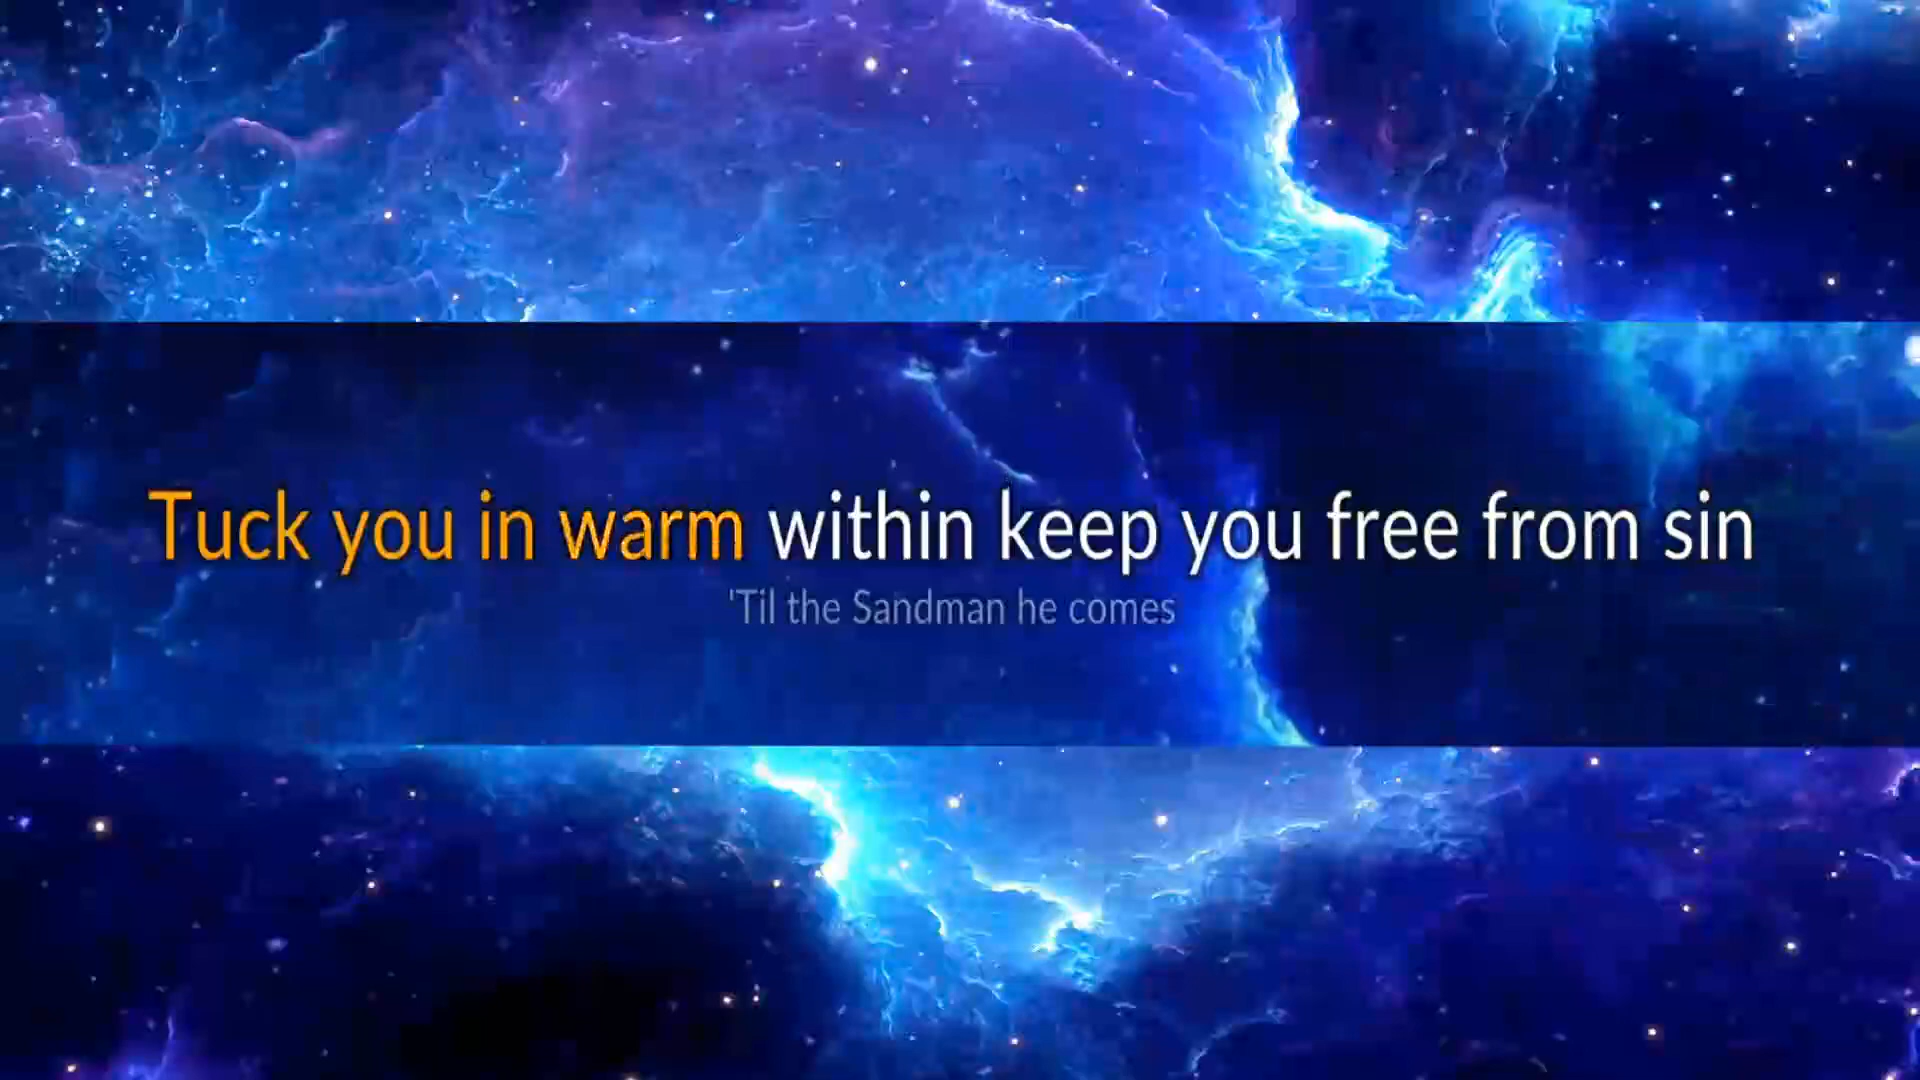 Tuck you in warm within keep you free from sin
'Til the Sandman he comes